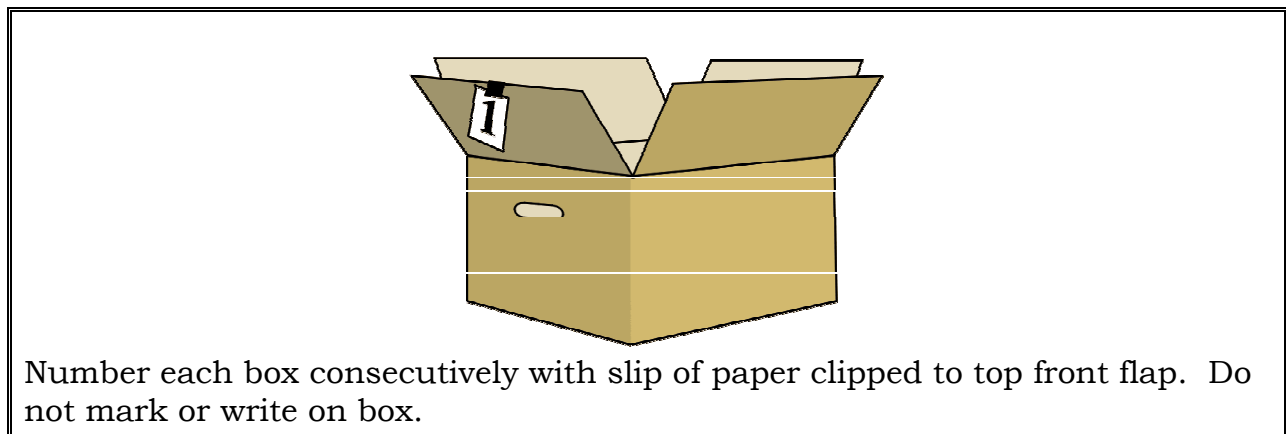 1
Number each box consecutively with slip of paper clipped to top front flap.  Do
not mark or write on box.